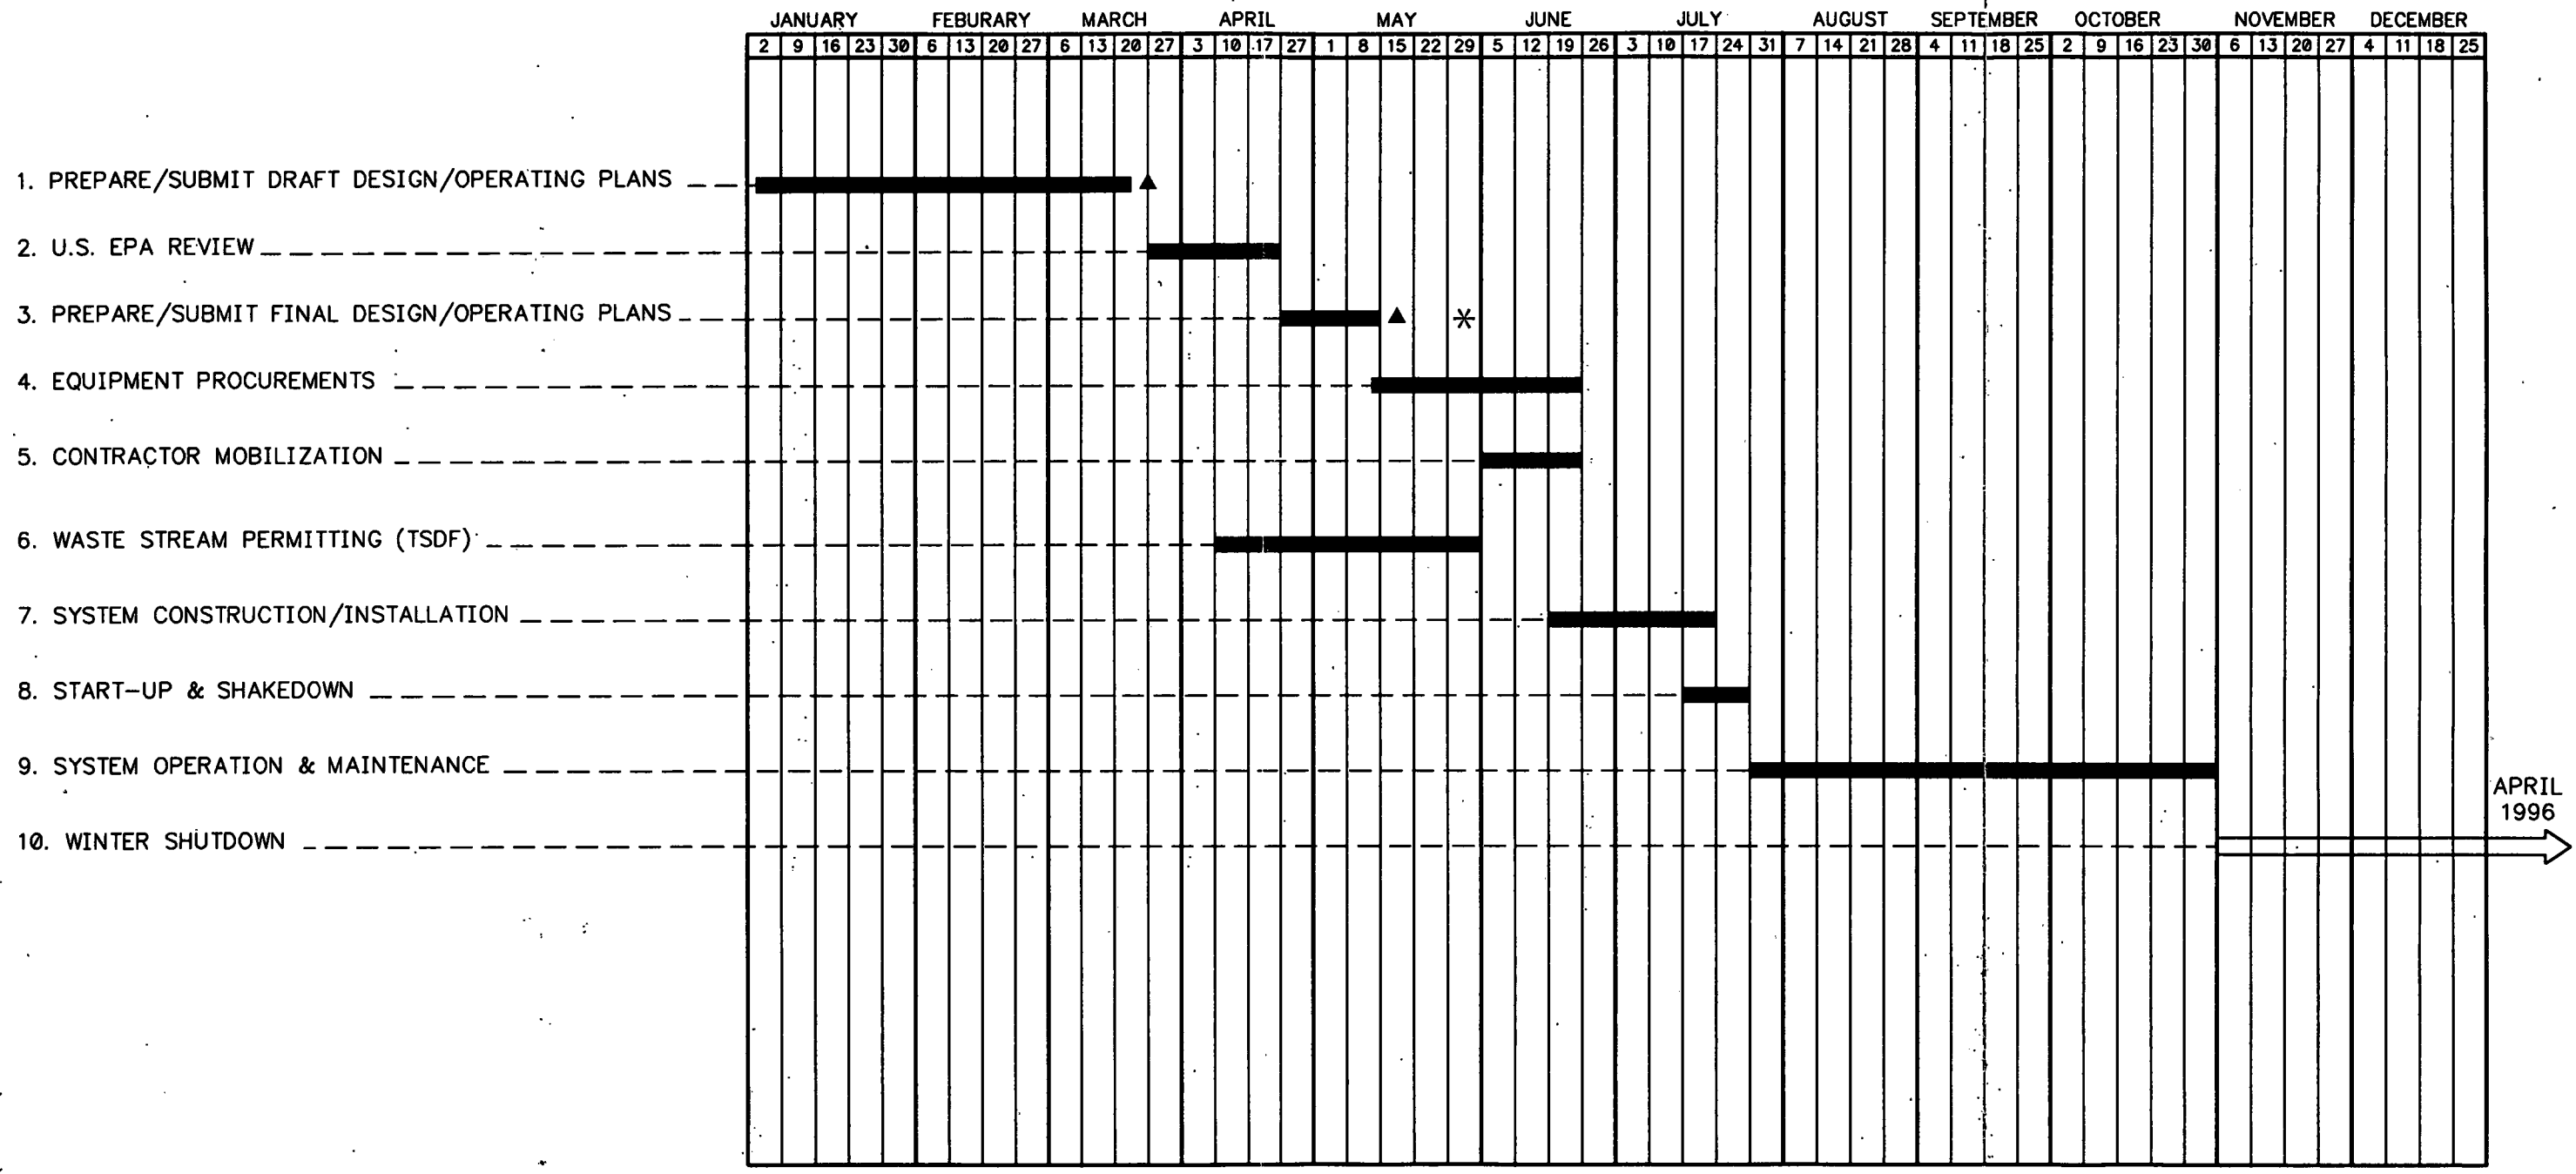 JANUARY FEBURARY MARCH APRIL MAY JUNE JULY AUGUST SEPTEMBER OCTOBER NOVEMBER DECEMBER
2 9 16 23 30 6 13 20 27 6 13 20 27 3 10 17 27 1 8 15 22 29 5 12 19 26 3 10 17 24 31 7 14 21 28 4 11 18 25 2 9 16 23 30 6 13 20 27 4 11 18 25
1. PREPARE/SUBMIT DRAFT DESIGN/OPERATING PLANS
2. U.S. EPA REVIEW
3. PREPARE/SUBMIT FINAL DESIGN/OPERATING PLANS
*
4. EQUIPMENT PROCUREMENTS
5. CONTRACTOR MOBILIZATION
6. WASTE STREAM PERMITTING (TSDF)
7. SYSTEM CONSTRUCTION/INSTALLATION
8. START-UP & SHAKEDOWN
9. SYSTEM OPERATION & MAINTENANCE
APRIL
1996
10. WINTER SHUTDOWN